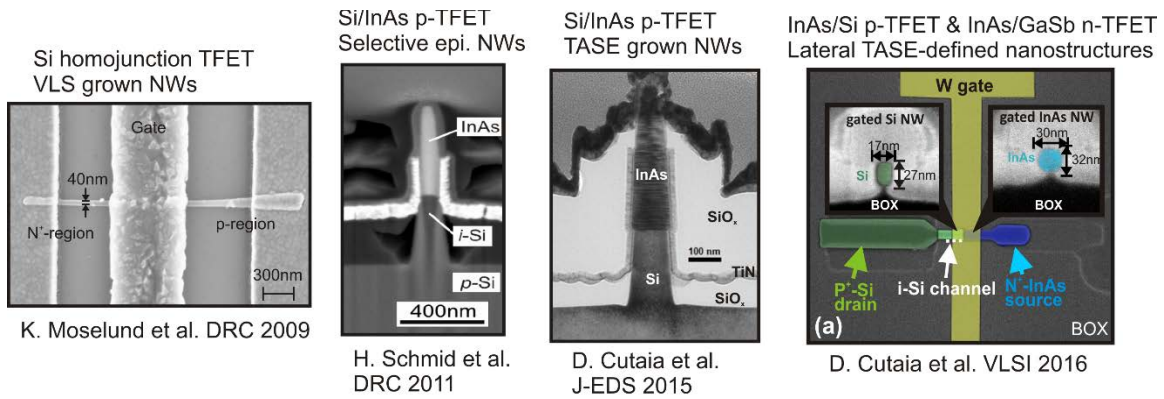 Si homojunction TFET
VLS grown NWs
Gate
40nm
N⁺-region
p-region
300nm
K. Moselund et al. DRC 2009
Si/InAs p-TFET
Selective epi. NWs
InAs
i-Si
p-Si
400nm
H. Schmid et al.
DRC 2011
Si/InAs p-TFET
TASE grown NWs
InAs
SiOₓ
100 nm
Si
TiN
SiOₓ
D. Cutaia et al.
J-EDS 2015
InAs/Si p-TFET & InAs/GaSb n-TFET
Lateral TASE-defined nanostructures
W gate
gated Si NW
17nm
Si
27nm
BOX
gated InAs NW
30nm
InAs
32nm
BOX
P⁺-Si
drain
i-Si channel
N⁺-InAs
source
(a)
BOX
D. Cutaia et al. VLSI 2016